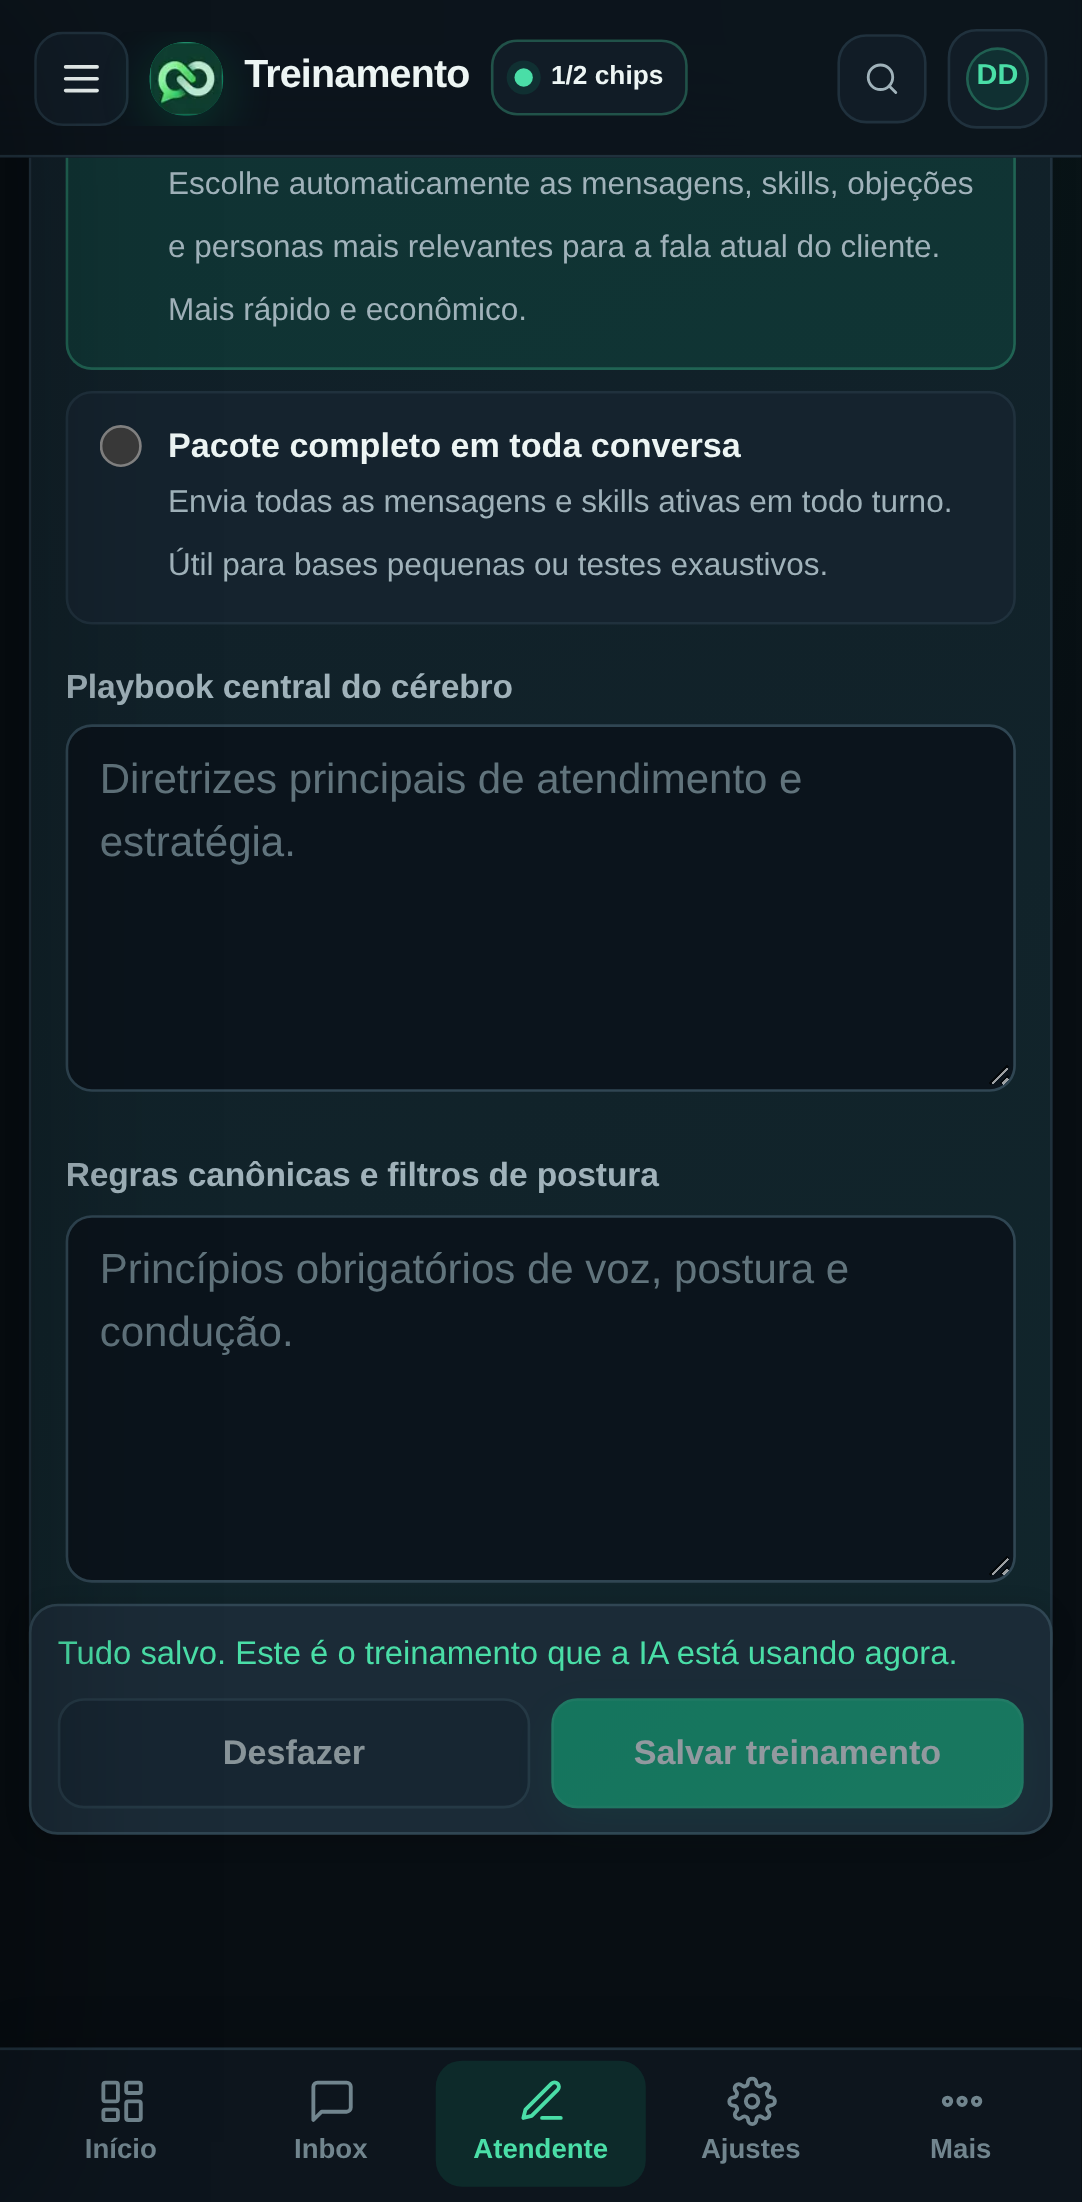 Treinamento
1/2 chips
DD
Escolhe automaticamente as mensagens, skills, objeções
e personas mais relevantes para a fala atual do cliente.
Mais rápido e econômico.
Pacote completo em toda conversa
Envia todas as mensagens e skills ativas em todo turno.
Útil para bases pequenas ou testes exaustivos.
Playbook central do cérebro
Diretrizes principais de atendimento e
estratégia.
Regras canônicas e filtros de postura
Princípios obrigatórios de voz, postura e
condução.
Tudo salvo. Este é o treinamento que a IA está usando agora.
Desfazer
Salvar treinamento
Início
Inbox
Atendente
Ajustes
Mais